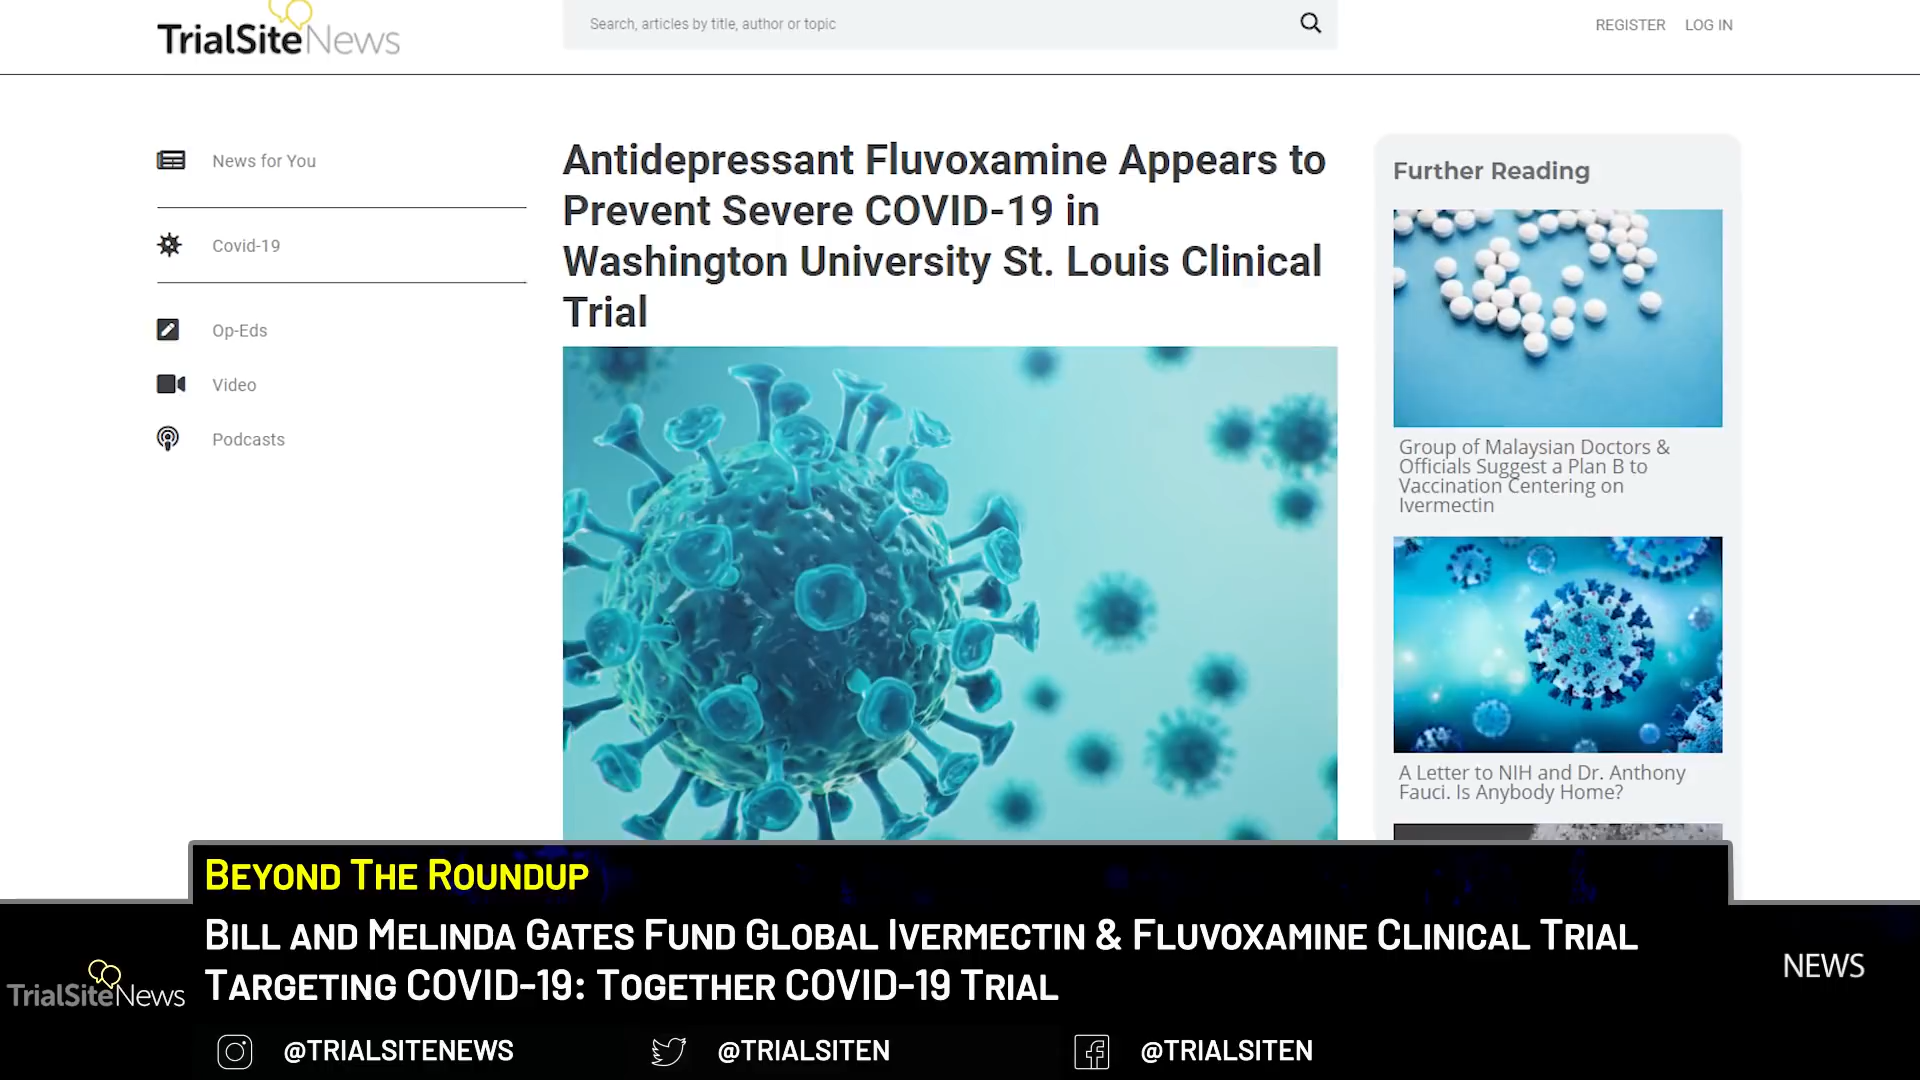 TrialSiteNews
Search, articles by title, author or topic
REGISTER
LOG IN
News for You
Covid-19
Op-Eds
Video
Podcasts
Antidepressant Fluvoxamine Appears to
Prevent Severe COVID-19 in
Washington University St. Louis Clinical
Trial
Further Reading
Group of Malaysian Doctors &
Officials Suggest a Plan B to
Vaccination Centering on
Ivermectin
A Letter to NIH and Dr. Anthony
Fauci. Is Anybody Home?
BEYOND THE ROUNDUP
BILL AND MELINDA GATES FUND GLOBAL IVERMECTIN & FLUVOXAMINE CLINICAL TRIAL
TARGETING COVID-19: TOGETHER COVID-19 TRIAL
TrialSiteNews
NEWS
@TRIALSITENEWS
@TRIALSITEN
@TRIALSITEN